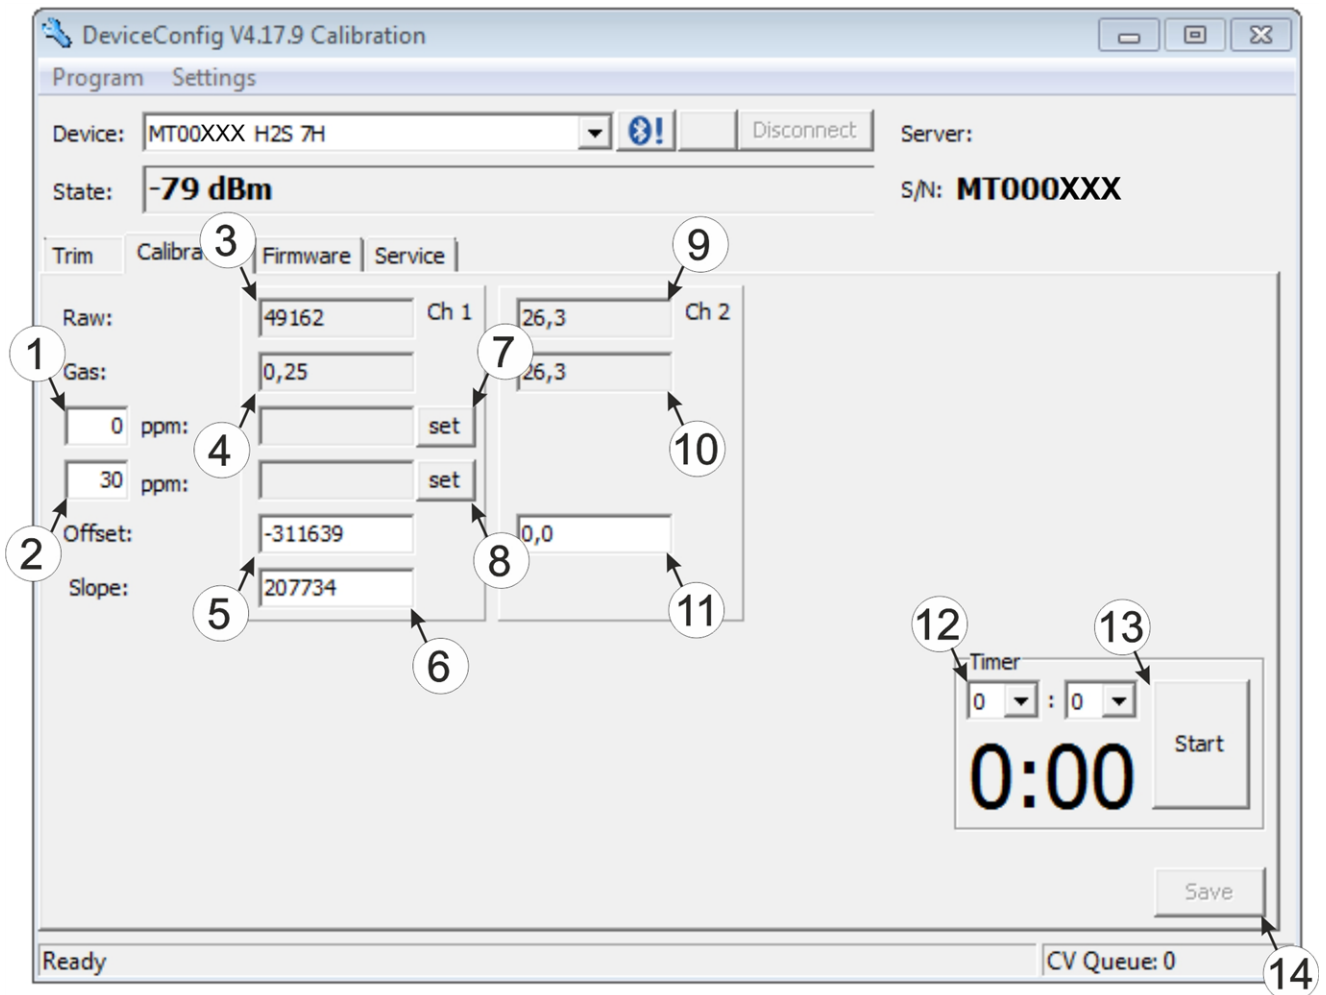 DeviceConfig V4.17.9 Calibration
Program Settings
Device: MT00XXX H2S 7H Disconnect Server:
State: -79 dBm S/N: MT000XXX
3 9
Trim Calibra Firmware Service
Raw: 49162 Ch 1 26,3 Ch 2
1 7
Gas: 0,25 26,3
0 ppm: set
4 10
30 ppm: set
2 Offset: -311639 8 0,0
Slope: 207734
5 11
6 12 13
Timer
0 : 0 Start
0:00
Save
Ready CV Queue: 0
14